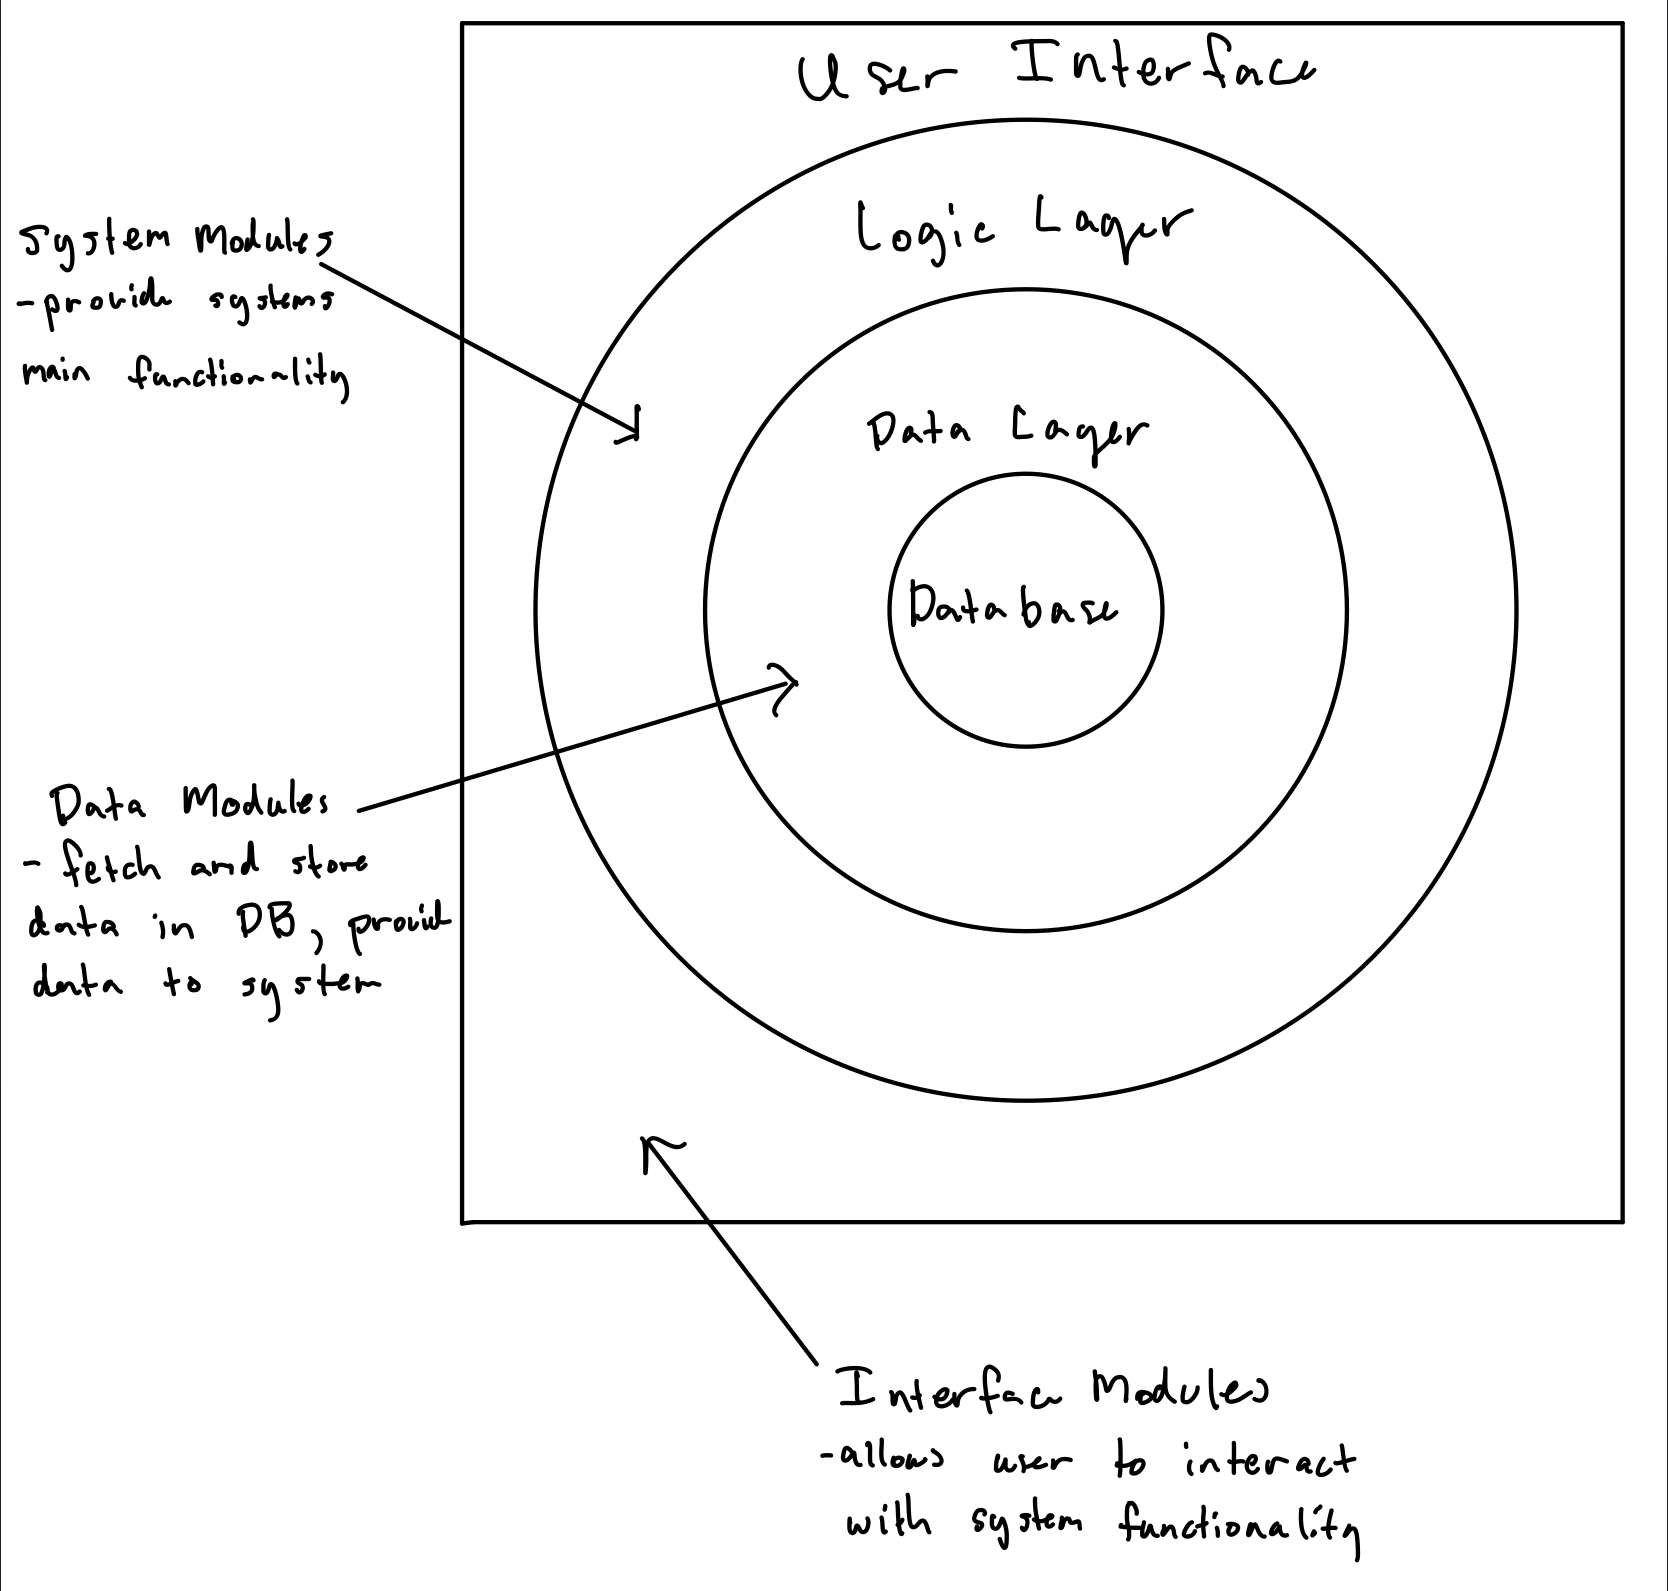 User Interface
Logic Layer
System Modules
- provide systems
main functionality
Data Layer
Database
Data Modules
- fetch and store
data in DB, provide
data to system
Interface Modules
- allows user to interact
with system functionality